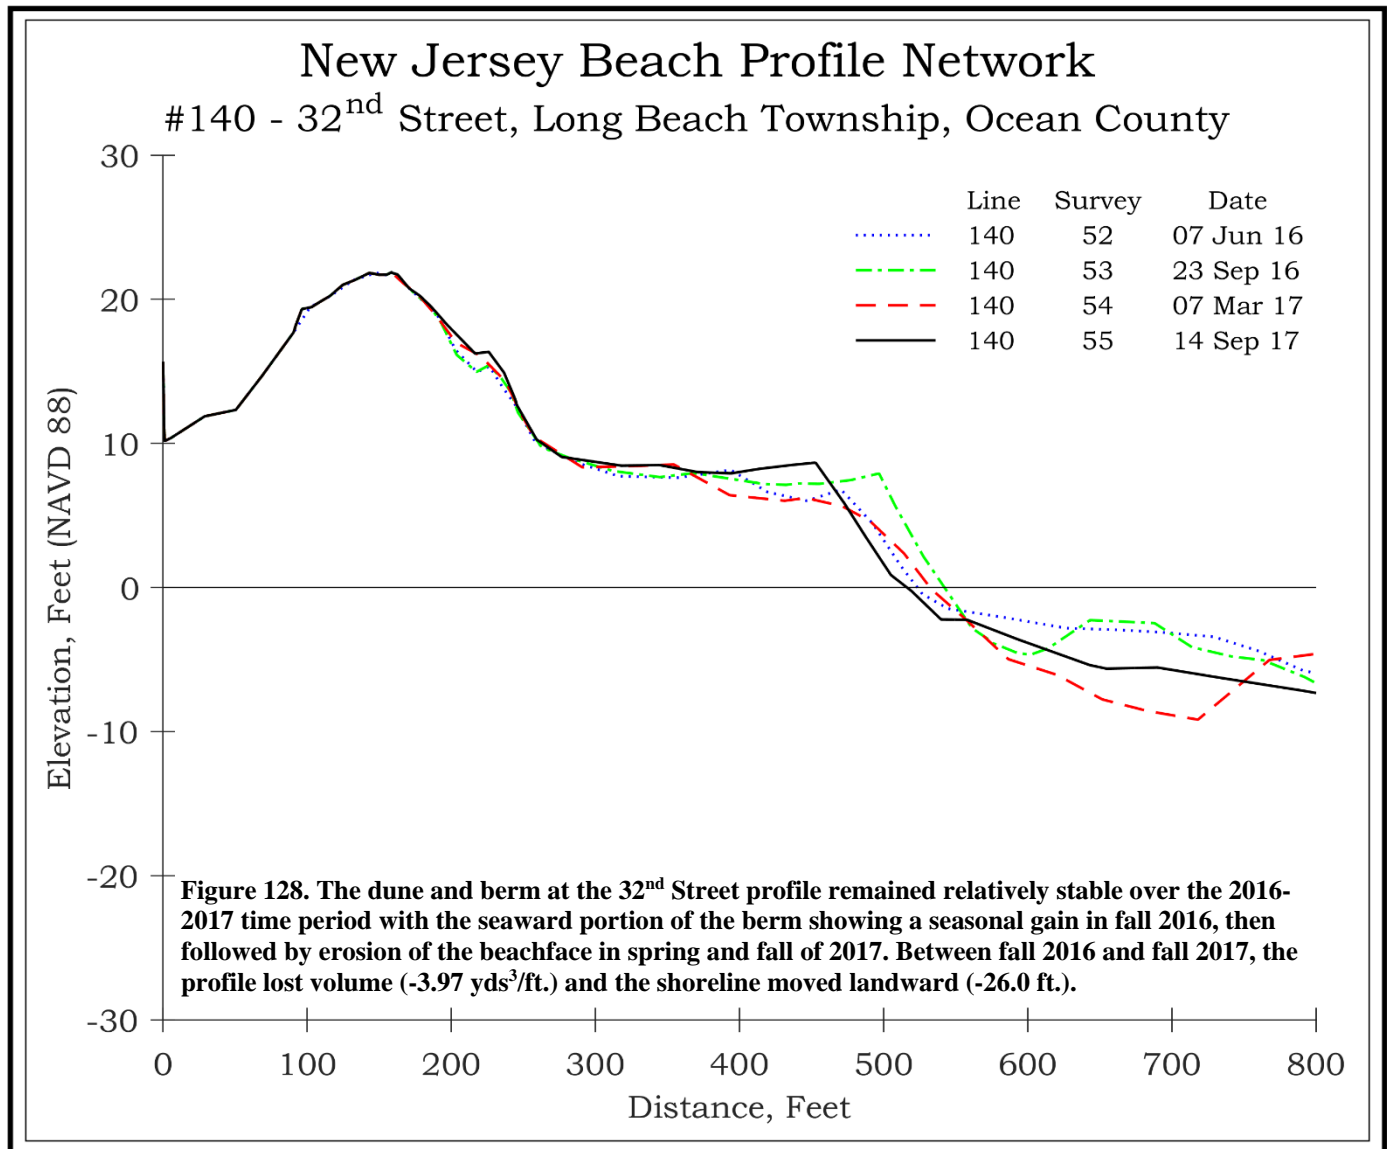 New Jersey Beach Profile Network
#140 - 32nd Street, Long Beach Township, Ocean County
Line Survey Date
140 52 07 Jun 16
140 53 23 Sep 16
140 54 07 Mar 17
140 55 14 Sep 17
30
20
10
0
-10
-20
-30
Elevation, Feet (NAVD 88)
Figure 128. The dune and berm at the 32nd Street profile remained relatively stable over the 2016-
2017 time period with the seaward portion of the berm showing a seasonal gain in fall 2016, then
followed by erosion of the beachface in spring and fall of 2017. Between fall 2016 and fall 2017, the
profile lost volume (-3.97 yds3/ft.) and the shoreline moved landward (-26.0 ft.).
0 100 200 300 400 500 600 700 800
Distance, Feet